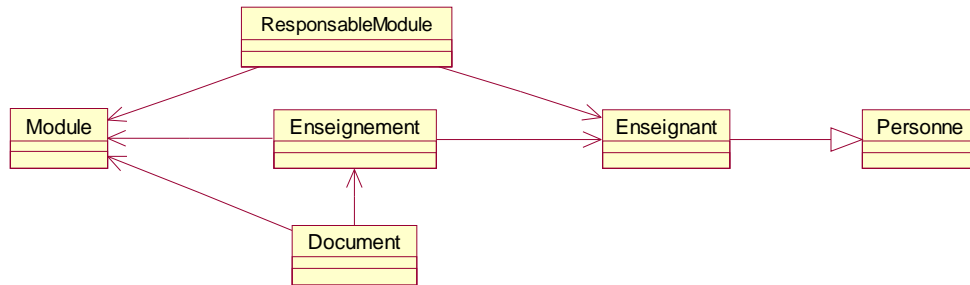 ResponsableModule
Module
Enseignement
Enseignant
Personne
Document